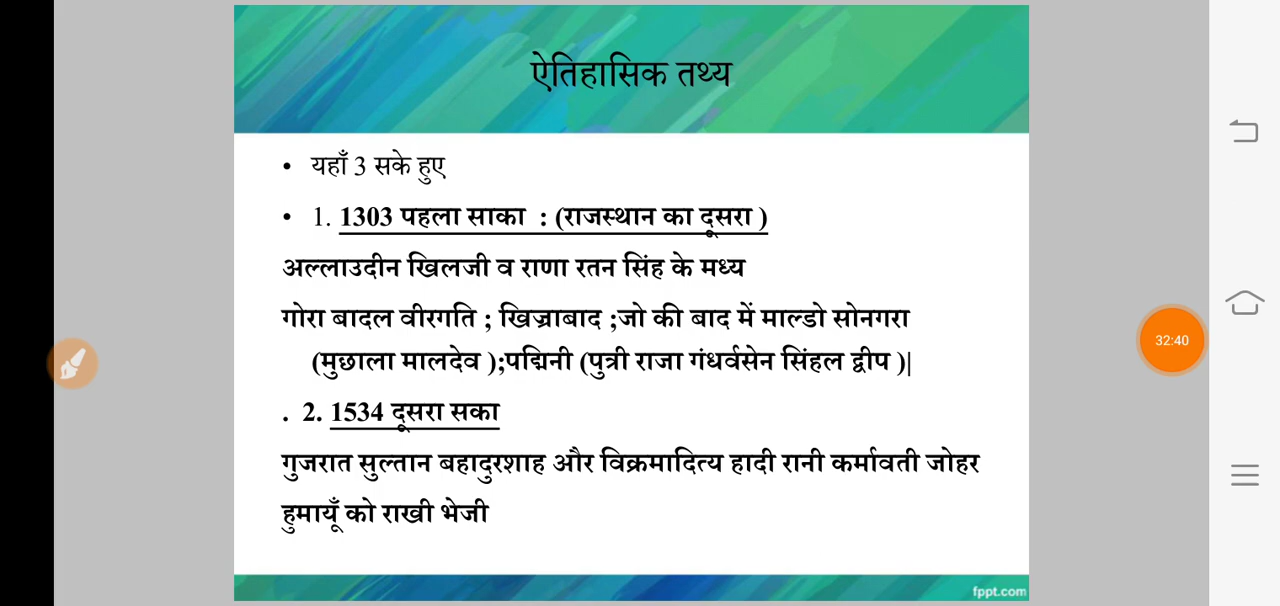 ऐतिहासिक तथ्य
• यहाँ 3 सके हुए
• 1. 1303 पहला साका : (राजस्थान का दूसरा )
अल्लाउदीन खिलजी व राणा रतन सिंह के मध्य
गोरा बादल वीरगति ; खिज्राबाद ;जो की बाद में माल्डो सोनगरा
(मुछाला मालदेव );पद्मिनी (पुत्री राजा गंधर्वसेन सिंहल द्वीप )|
. 2. 1534 दूसरा सका
गुजरात सुल्तान बहादुरशाह और विक्रमादित्य हादी रानी कर्मावती जोहर
हुमायूँ को राखी भेजी
fppt.com
32:40